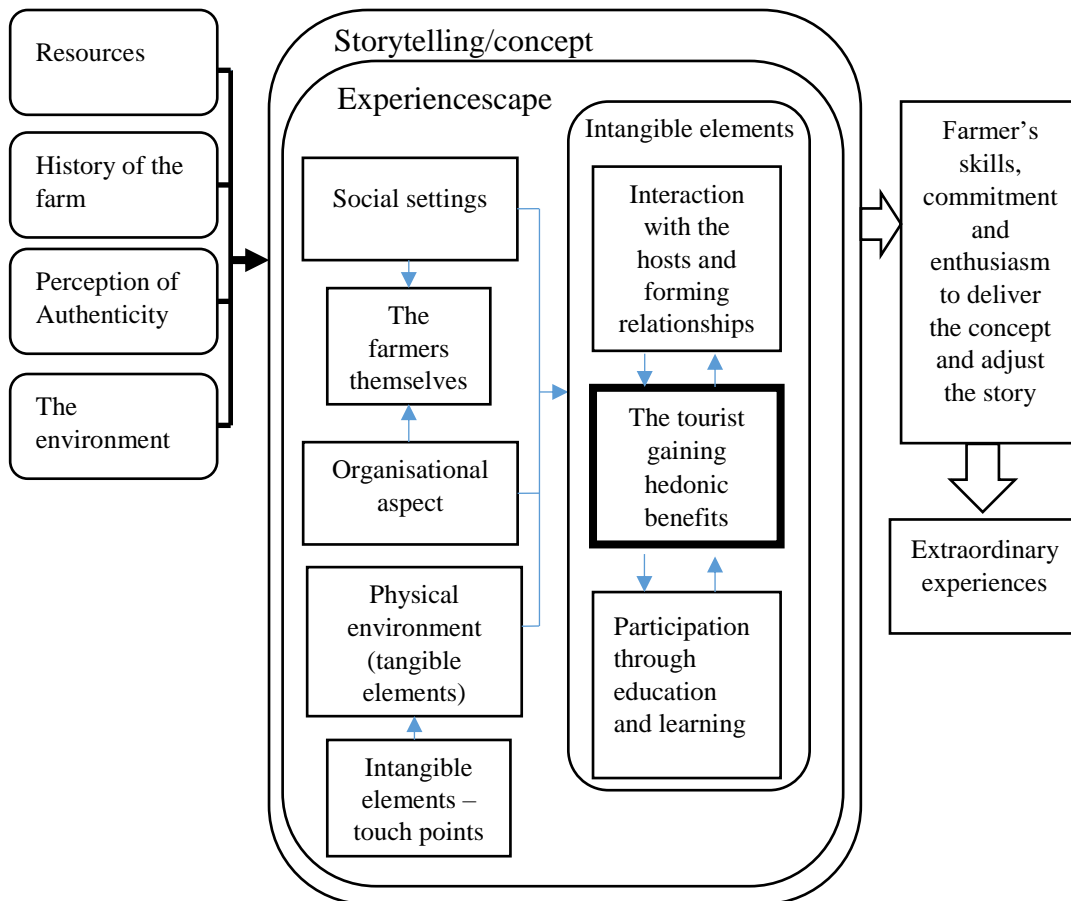 Resources
History of the
farm
Perception of
Authenticity
The
environment
Storytelling/concept
Experiencescape
Social settings
The
farmers
themselves
Organisational
aspect
Physical
environment
(tangible
elements)
Intangible
elements –
touch points
Intangible elements
Interaction
with the
hosts and
forming
relationships
The tourist
gaining
hedonic
benefits
Participation
through
education
and learning
Farmer’s
skills,
commitment
and
enthusiasm
to deliver
the concept
and adjust
the story
Extraordinary
experiences